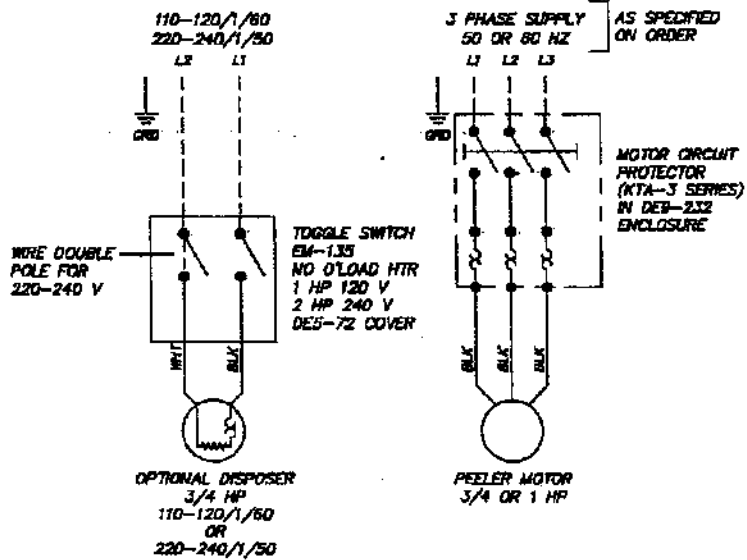 110-120/1/60
220-240/1/50
L2 L1
GRD
WIRE DOUBLE
POLE FOR
220-240 V
TOGGLE SWITCH
EM-135
NO O'LOAD HTR
1 HP 120 V
2 HP 240 V
DES-72 COVER
WHT
BLK
OPTIONAL DISPOSER
3/4 HP
110-120/1/60
OR
220-240/1/50
3 PHASE SUPPLY
50 OR 60 HZ
AS SPECIFIED
ON ORDER
L1 L2 L3
GRD
MOTOR CIRCUIT
PROTECTOR
(KTA-3 SERIES)
IN DE9-232
ENCLOSURE
BLK
BLK
BLK
PEELER MOTOR
3/4 OR 1 HP